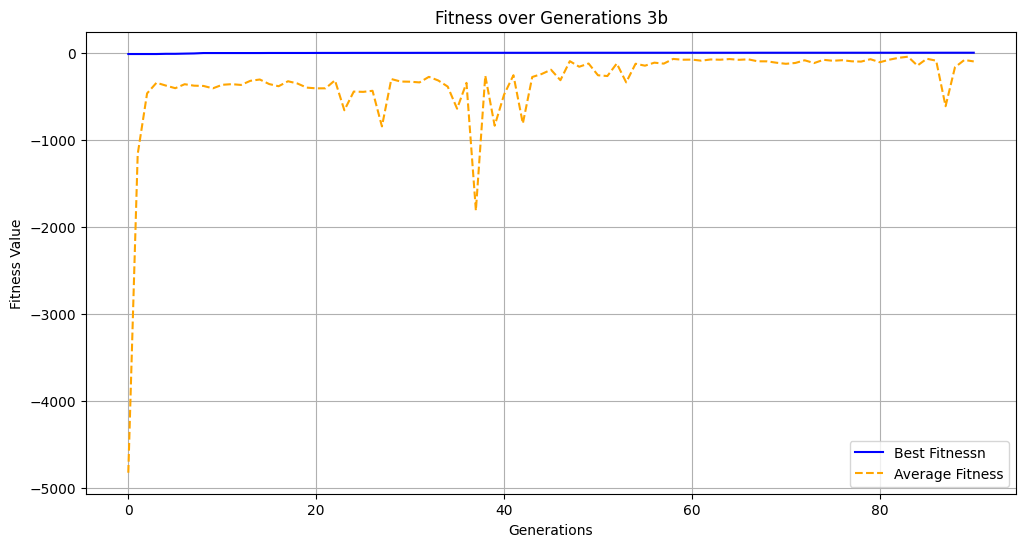 Fitness over Generations 3b
Fitness Value
0
−1000
−2000
−3000
−4000
−5000
0 20 40 60 80
Generations
Best Fitnessn
Average Fitness